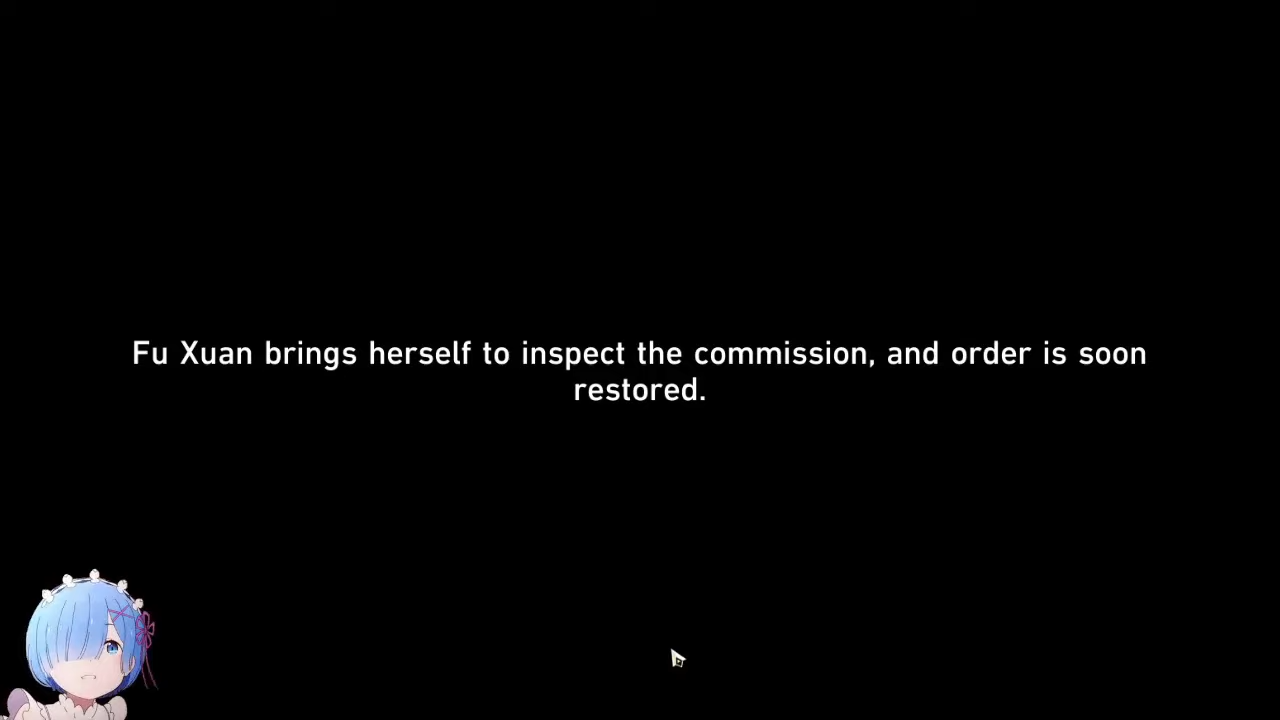 Fu Xuan brings herself to inspect the commission, and order is soon
restored.